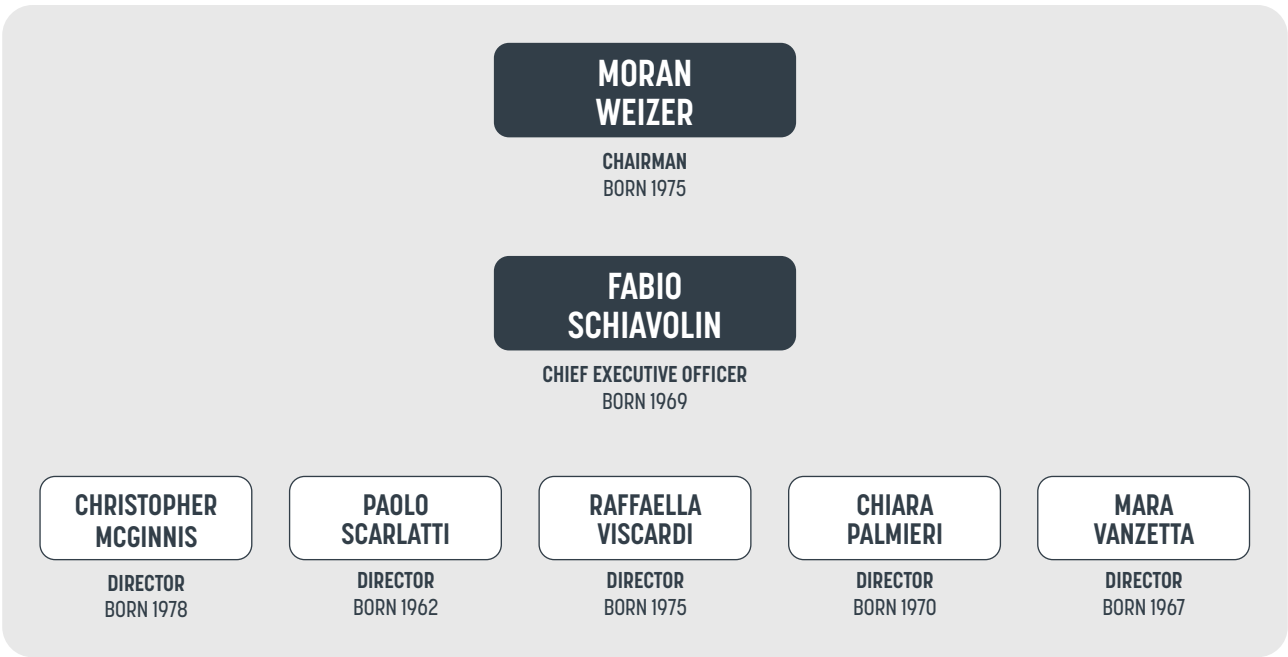 MORAN
WEIZER
CHAIRMAN
BORN 1975
FABIO
SCHIAVOLIN
CHIEF EXECUTIVE OFFICER
BORN 1969
CHRISTOPHER
MCGINNIS
DIRECTOR
BORN 1978
PAOLO
SCARLATTI
DIRECTOR
BORN 1962
RAFFAELLA
VISCARDI
DIRECTOR
BORN 1975
CHIARA
PALMIERI
DIRECTOR
BORN 1970
MARA
VANZETTA
DIRECTOR
BORN 1967